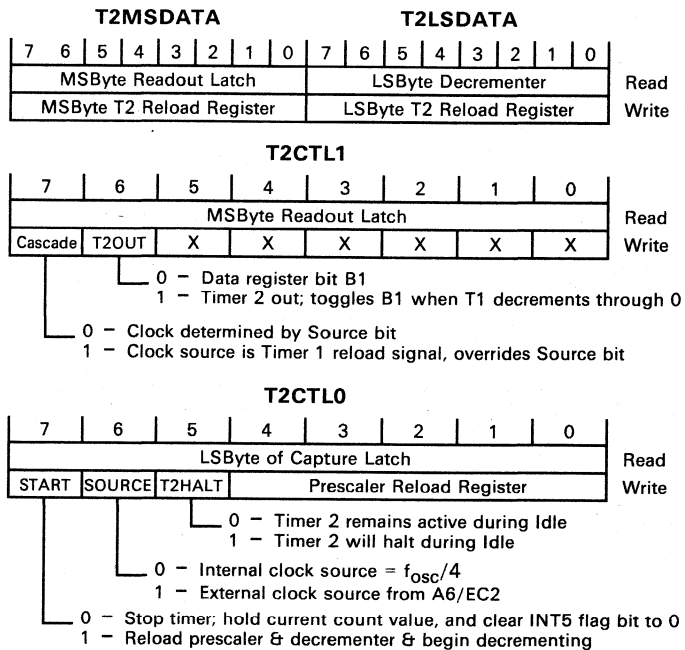 T2MSDATA T2LSDATA
7 6 5 4 3 2 1 0 7 6 5 4 3 2 1 0
MSByte Readout Latch LSByte Decrementer Read
MSByte T2 Reload Register LSByte T2 Reload Register Write
T2CTL1
7 6 5 4 3 2 1 0
MSByte Readout Latch Read
Cascade T2OUT X X X X X X Write
0 – Data register bit B1
1 – Timer 2 out; toggles B1 when T1 decrements through 0
0 – Clock determined by Source bit
1 – Clock source is Timer 1 reload signal, overrides Source bit
T2CTL0
7 6 5 4 3 2 1 0
LSByte of Capture Latch Read
START SOURCE T2HALT Prescaler Reload Register Write
0 – Timer 2 remains active during Idle
1 – Timer 2 will halt during Idle
0 – Internal clock source = fosc/4
1 – External clock source from A6/EC2
0 – Stop timer; hold current count value, and clear INT5 flag bit to 0
1 – Reload prescaler & decrementer & begin decrementing